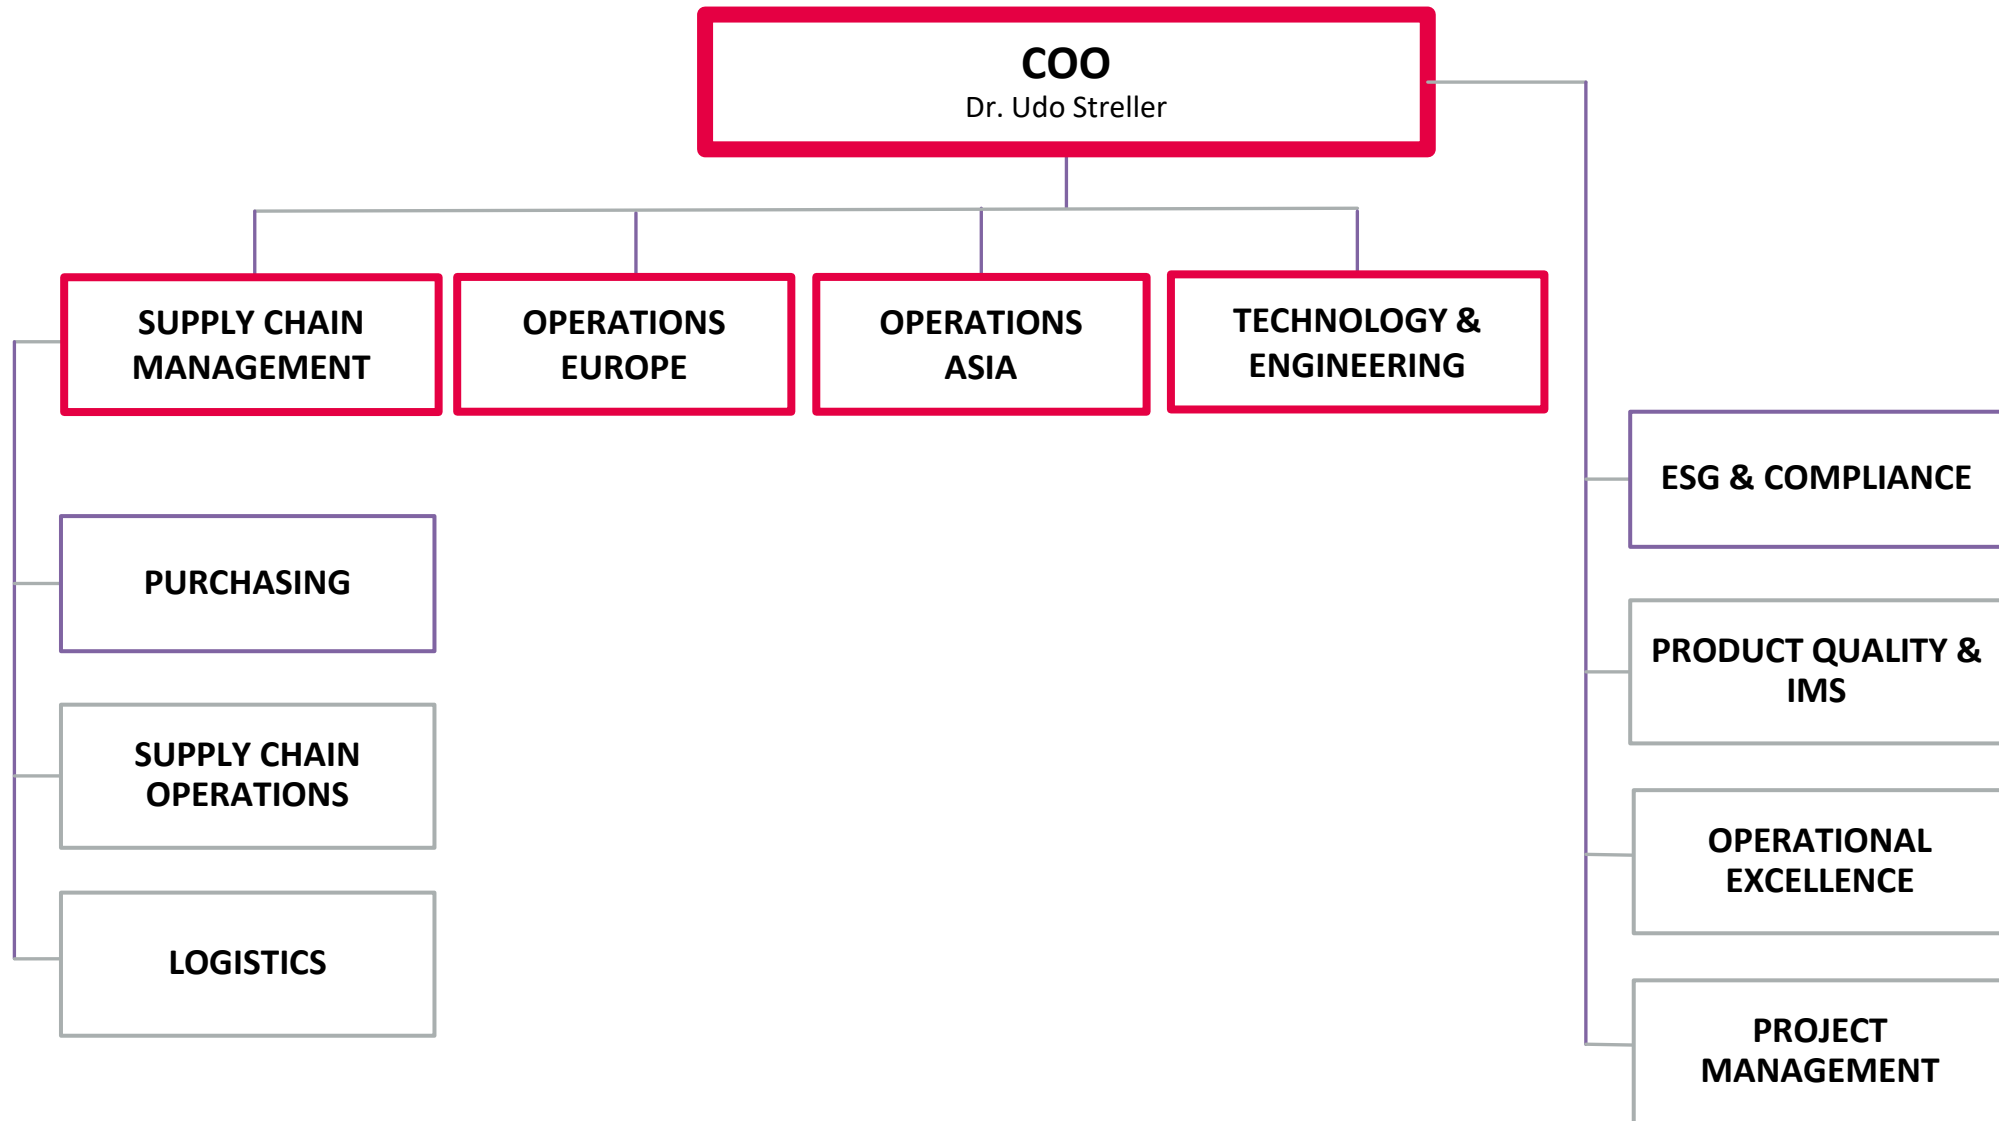 COO
Dr. Udo Streller
SUPPLY CHAIN
MANAGEMENT
OPERATIONS
EUROPE
OPERATIONS
ASIA
TECHNOLOGY &
ENGINEERING
PURCHASING
SUPPLY CHAIN
OPERATIONS
LOGISTICS
ESG & COMPLIANCE
PRODUCT QUALITY &
IMS
OPERATIONAL
EXCELLENCE
PROJECT
MANAGEMENT